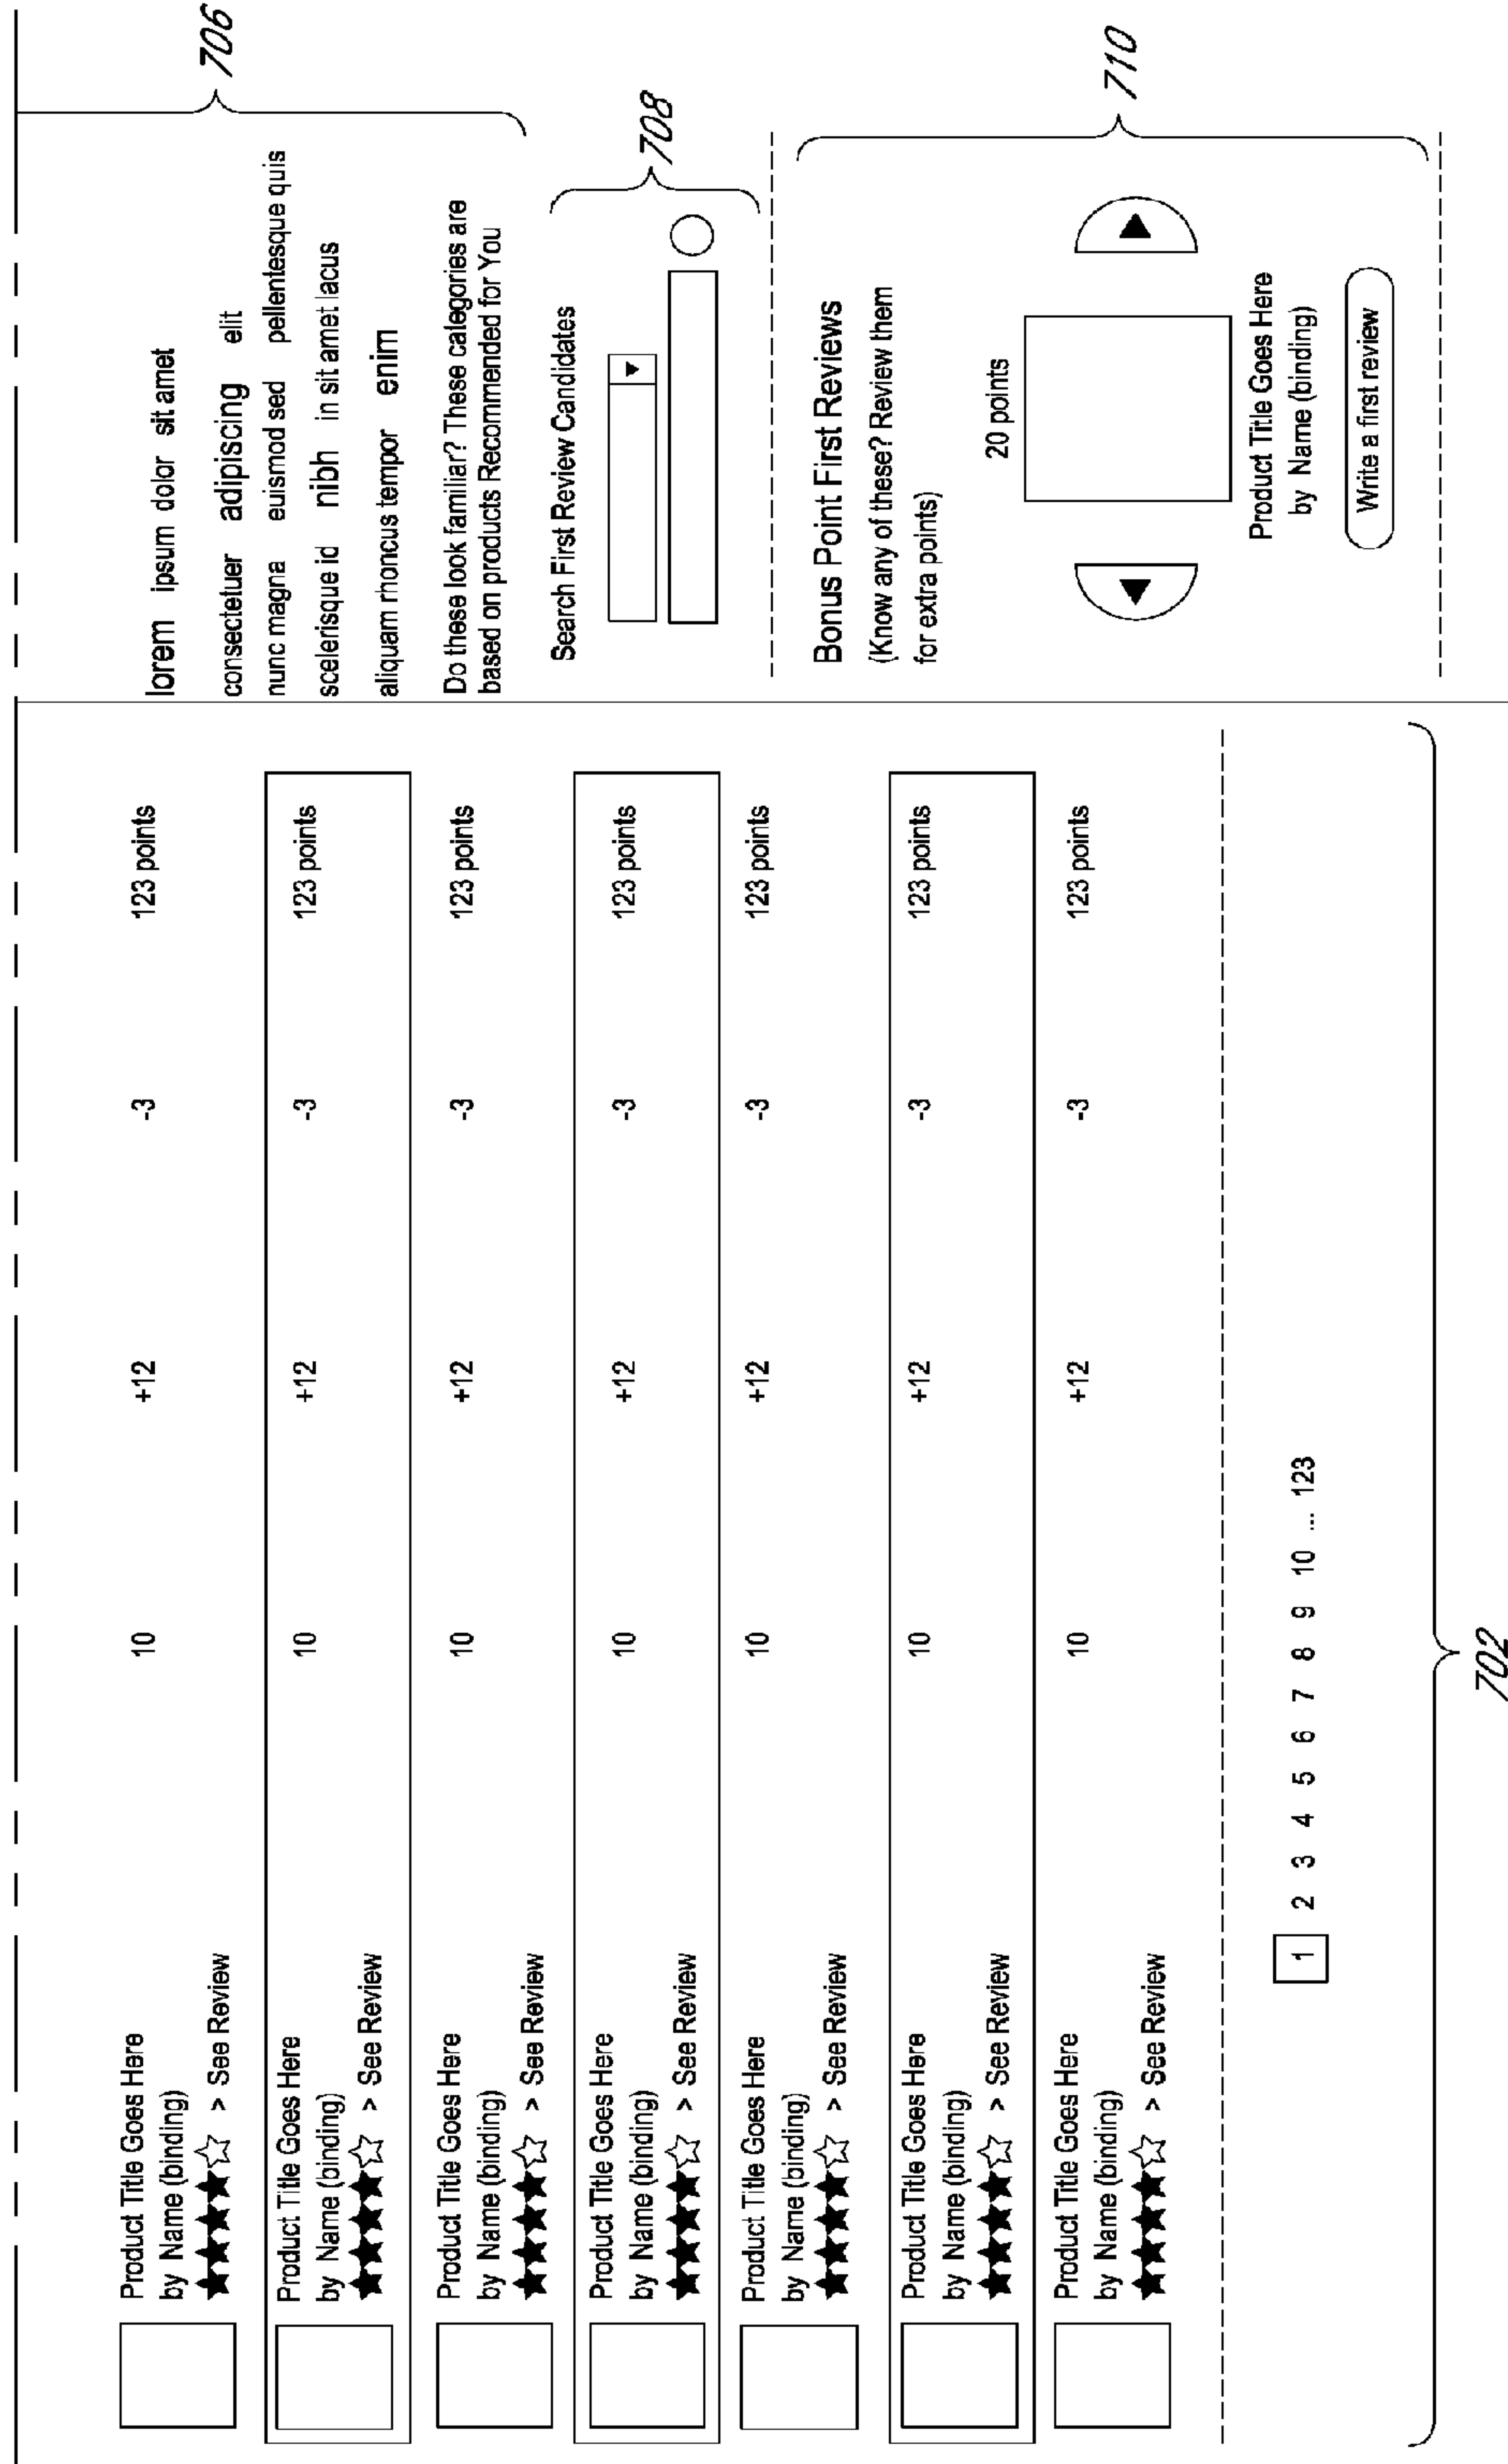 Product Title Goes Here
by Name (binding)
> See Review
10 +12 -3 123 points
Product Title Goes Here
by Name (binding)
> See Review
10 +12 -3 123 points
Product Title Goes Here
by Name (binding)
> See Review
10 +12 -3 123 points
Product Title Goes Here
by Name (binding)
> See Review
10 +12 -3 123 points
Product Title Goes Here
by Name (binding)
> See Review
10 +12 -3 123 points
Product Title Goes Here
by Name (binding)
> See Review
10 +12 -3 123 points
Product Title Goes Here
by Name (binding)
> See Review
10 +12 -3 123 points
1 2 3 4 5 6 7 8 9 10 ... 123
702
lorem ipsum dolor sit amet
consectetuer adipiscing elit
nunc magna euismod sed pellentesque quis
scelerisque id nibh in sit amet lacus
aliquam rhoncus tempor enim
Do these look familiar? These categories are
based on products Recommended for You
706
Search First Review Candidates
708
Bonus Point First Reviews
(Know any of these? Review them
for extra points)
20 points
Product Title Goes Here
by Name (binding)
Write a first review
710